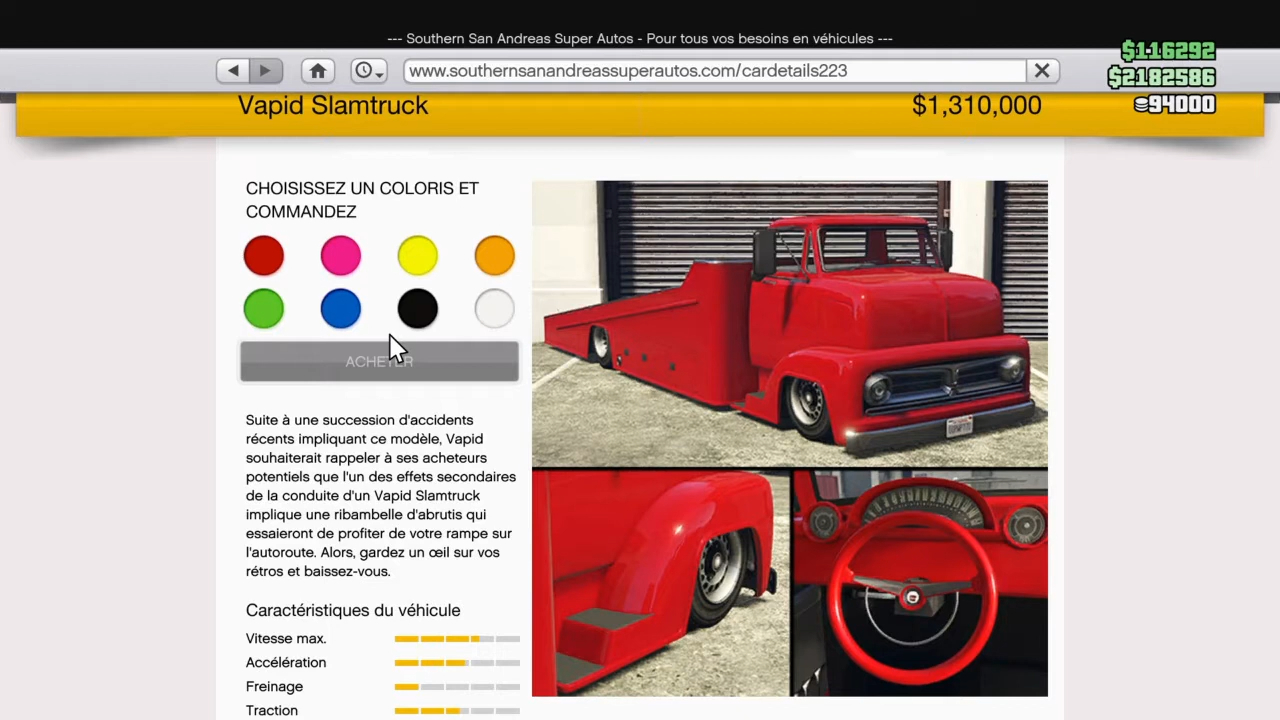 --- Southern San Andreas Super Autos - Pour tous vos besoins en véhicules ---
www.southernsanandreassuperautos.com/cardetails223
$116292
$2182586
94000
Vapid Slamtruck
$1,310,000
CHOISISSEZ UN COLORIS ET
COMMANDEZ
ACHETER
Suite à une succession d'accidents
récents impliquant ce modèle, Vapid
souhaiterait rappeler à ses acheteurs
potentiels que l'un des effets secondaires
de la conduite d'un Vapid Slamtruck
implique une ribambelle d'abrutis qui
essaieront de profiter de votre rampe sur
l'autoroute. Alors, gardez un œil sur vos
rétros et baissez-vous.
Caractéristiques du véhicule
Vitesse max.
Accélération
Freinage
Traction